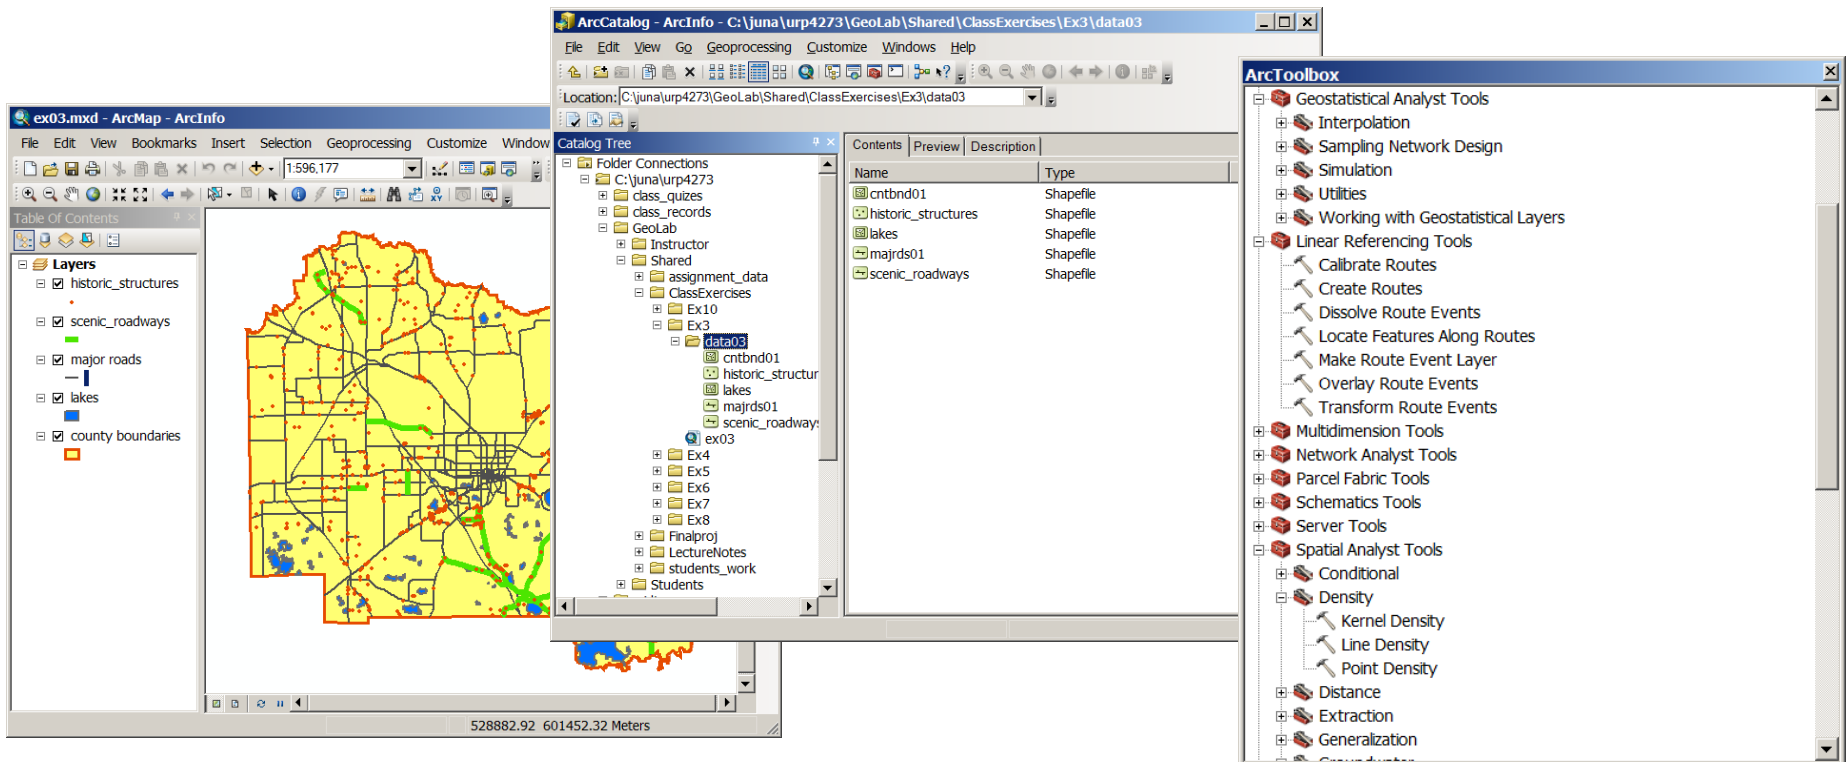 ex03.mxd - ArcMap - ArcInfo
File Edit View Bookmarks Insert Selection Geoprocessing Customize Window
1:596,177
Table Of Contents
Layers
historic_structures
scenic_roadways
major roads
lakes
county boundaries
528882.92 601452.32 Meters
ArcCatalog - ArcInfo - C:\juna\urp4273\GeoLab\Shared\ClassExercises\Ex3\data03
File Edit View Go Geoprocessing Customize Windows Help
Location: C:\juna\urp4273\GeoLab\Shared\ClassExercises\Ex3\data03
Catalog Tree
Folder Connections
C:\juna\urp4273
class_quizes
class_records
GeoLab
Instructor
Shared
assignment_data
ClassExercises
Ex10
Ex3
data03
cntbnd01
historic_structur
lakes
majrds01
scenic_roadway
ex03
Ex4
Ex5
Ex6
Ex7
Ex8
Finalproj
LectureNotes
students_work
Students
Contents Preview Description
Name Type
cntbnd01 Shapefile
historic_structures Shapefile
lakes Shapefile
majrds01 Shapefile
scenic_roadways Shapefile
ArcToolbox
Geostatistical Analyst Tools
Interpolation
Sampling Network Design
Simulation
Utilities
Working with Geostatistical Layers
Linear Referencing Tools
Calibrate Routes
Create Routes
Dissolve Route Events
Locate Features Along Routes
Make Route Event Layer
Overlay Route Events
Transform Route Events
Multidimension Tools
Network Analyst Tools
Parcel Fabric Tools
Schematics Tools
Server Tools
Spatial Analyst Tools
Conditional
Density
Kernel Density
Line Density
Point Density
Distance
Extraction
Generalization